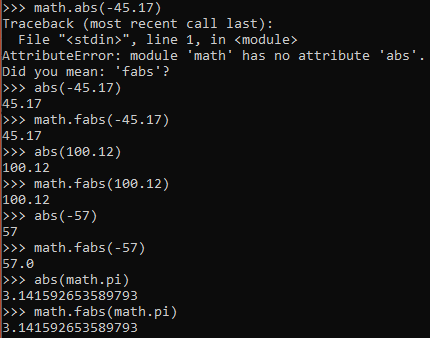 >>> math.abs(-45.17)
Traceback (most recent call last):
  File "<stdin>", line 1, in <module>
AttributeError: module 'math' has no attribute 'abs'.
Did you mean: 'fabs'?
>>> abs(-45.17)
45.17
>>> math.fabs(-45.17)
45.17
>>> abs(100.12)
100.12
>>> math.fabs(100.12)
100.12
>>> abs(-57)
57
>>> math.fabs(-57)
57.0
>>> abs(math.pi)
3.141592653589793
>>> math.fabs(math.pi)
3.141592653589793